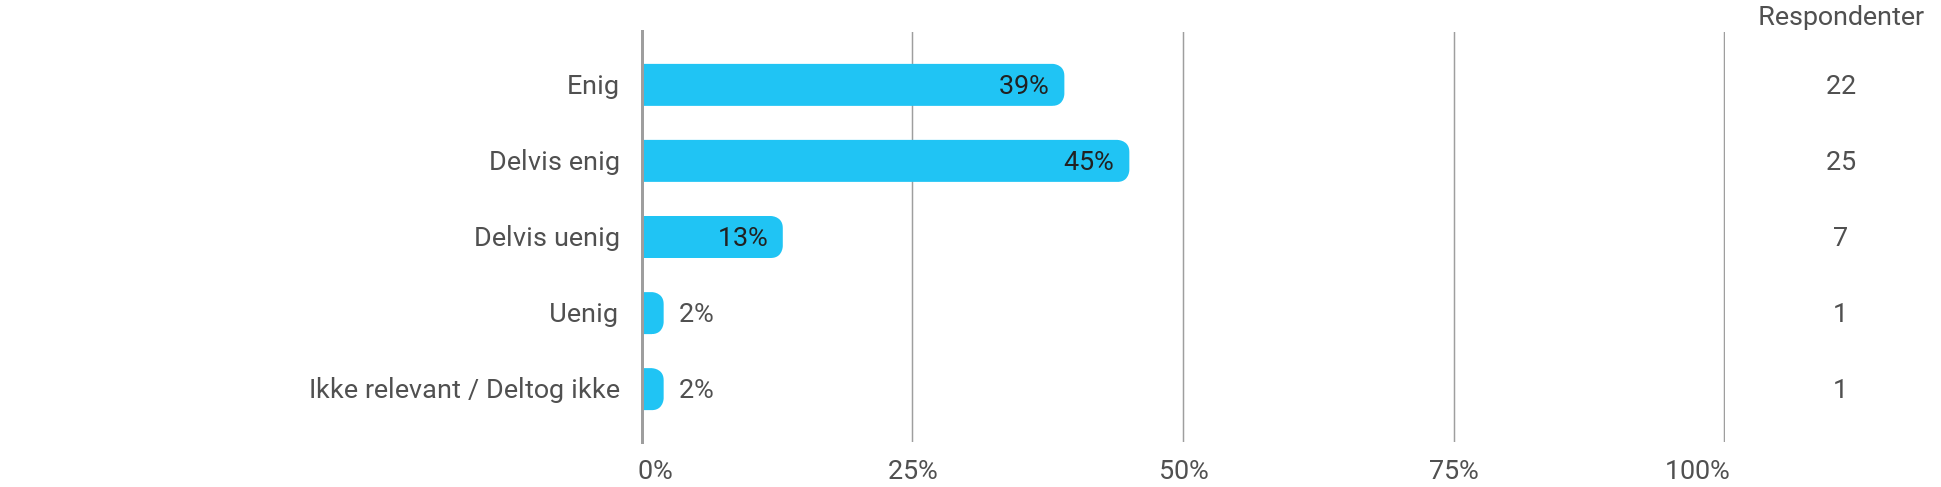 Respondenter
Enig 39% 22
Delvis enig 45% 25
Delvis uenig 13% 7
Uenig 2% 1
Ikke relevant / Deltog ikke 2% 1
0% 25% 50% 75% 100%